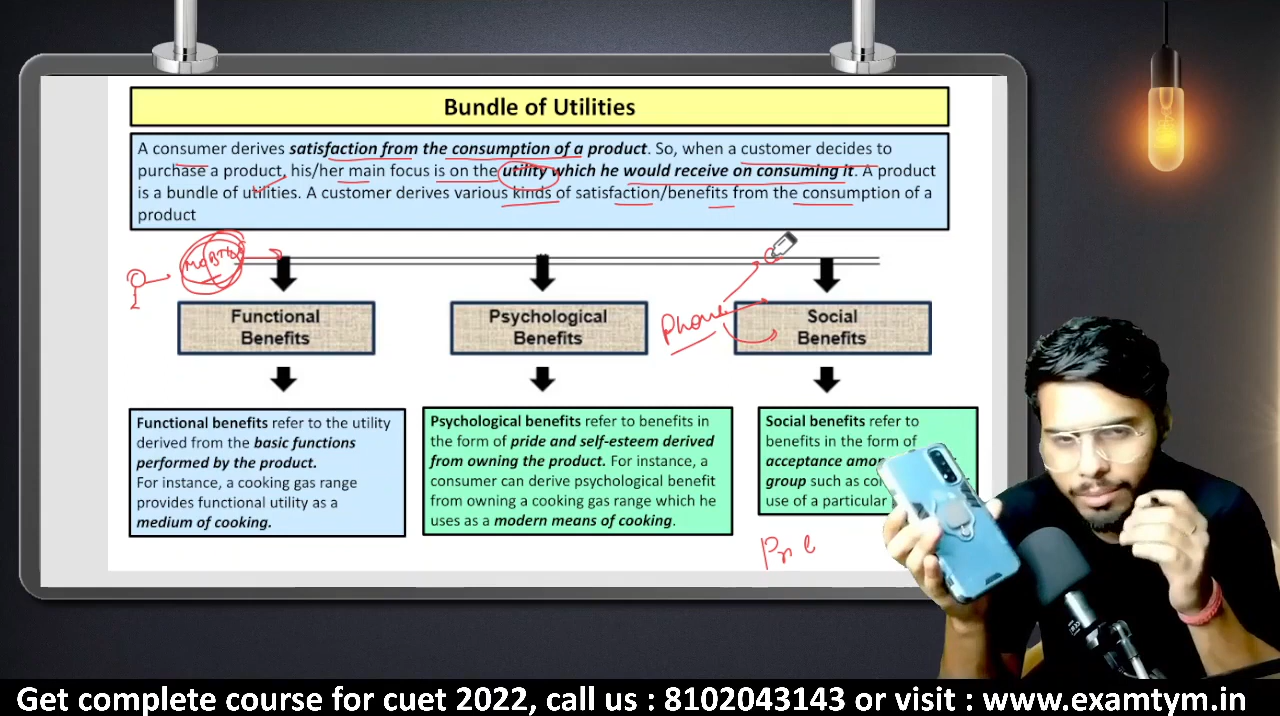 Bundle of Utilities
A consumer derives satisfaction from the consumption of a product. So, when a customer decides to
purchase a product, his/her main focus is on the utility which he would receive on consuming it. A product
is a bundle of utilities. A customer derives various kinds of satisfaction/benefits from the consumption of a
product
Functional
Benefits
Psychological
Benefits
Phone
Social
Benefits
Functional benefits refer to the utility
derived from the basic functions
performed by the product.
For instance, a cooking gas range
provides functional utility as a
medium of cooking.
Psychological benefits refer to benefits in
the form of pride and self-esteem derived
from owning the product. For instance, a
consumer can derive psychological benefit
from owning a cooking gas range which he
uses as a modern means of cooking.
Social benefits refer to
benefits in the form of
acceptance
group such as
use of a particular
Get complete course for cuet 2022, call us : 8102043143 or visit : www.examtym.in